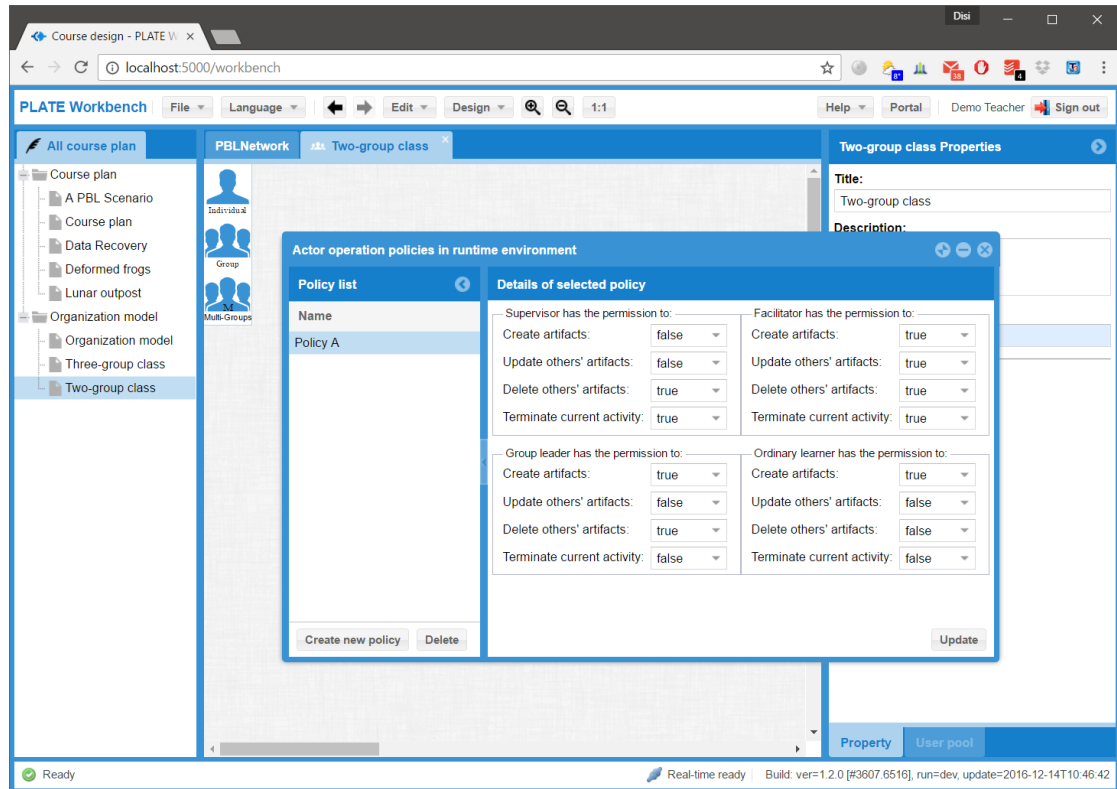 Disi
Course design - PLATE W
localhost:5000/workbench
8°
38
4
PLATE Workbench File Language Edit Design 1:1 Help Portal Demo Teacher Sign out
All course plan
PBLNetwork
Two-group class
Two-group class Properties
Course plan
A PBL Scenario
Course plan
Data Recovery
Deformed frogs
Lunar outpost
Organization model
Organization model
Three-group class
Two-group class
Individual
Group
M
Multi-Groups
Title:
Two-group class
Description:
Actor operation policies in runtime environment
Policy list
Name
Policy A
Create new policy Delete
Details of selected policy
Supervisor has the permission to:
Create artifacts: false
Update others' artifacts: false
Delete others' artifacts: true
Terminate current activity: true
Facilitator has the permission to:
Create artifacts: true
Update others' artifacts: true
Delete others' artifacts: true
Terminate current activity: true
Group leader has the permission to:
Create artifacts: true
Update others' artifacts: false
Delete others' artifacts: true
Terminate current activity: false
Ordinary learner has the permission to:
Create artifacts: true
Update others' artifacts: false
Delete others' artifacts: false
Terminate current activity: false
Update
Property User pool
Ready
Real-time ready
Build: ver=1.2.0 [#3607.6516], run=dev, update=2016-12-14T10:46:42